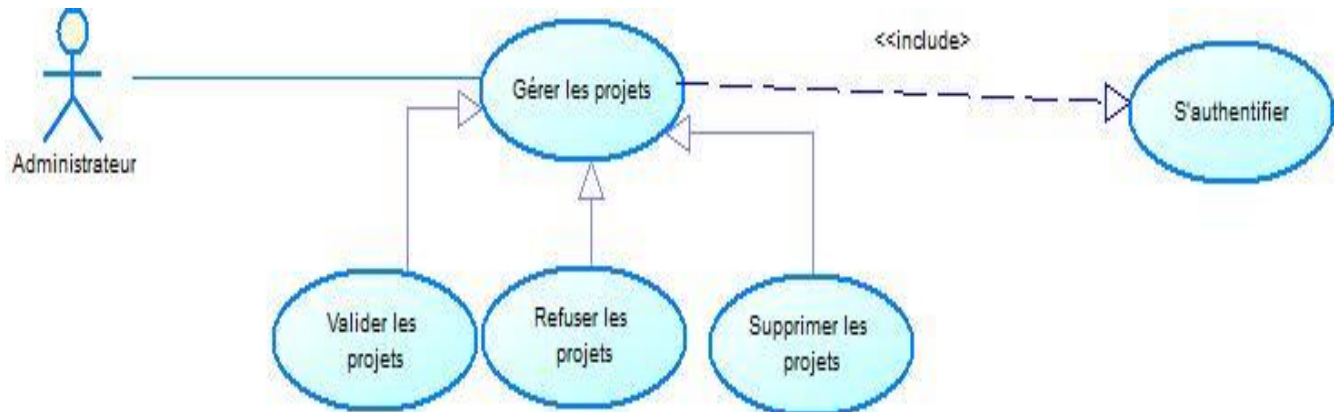 <<include>
Gérer les projets
S'authentifier
Administrateur
Valider les
projets
Refuser les
projets
Supprimer les
projets